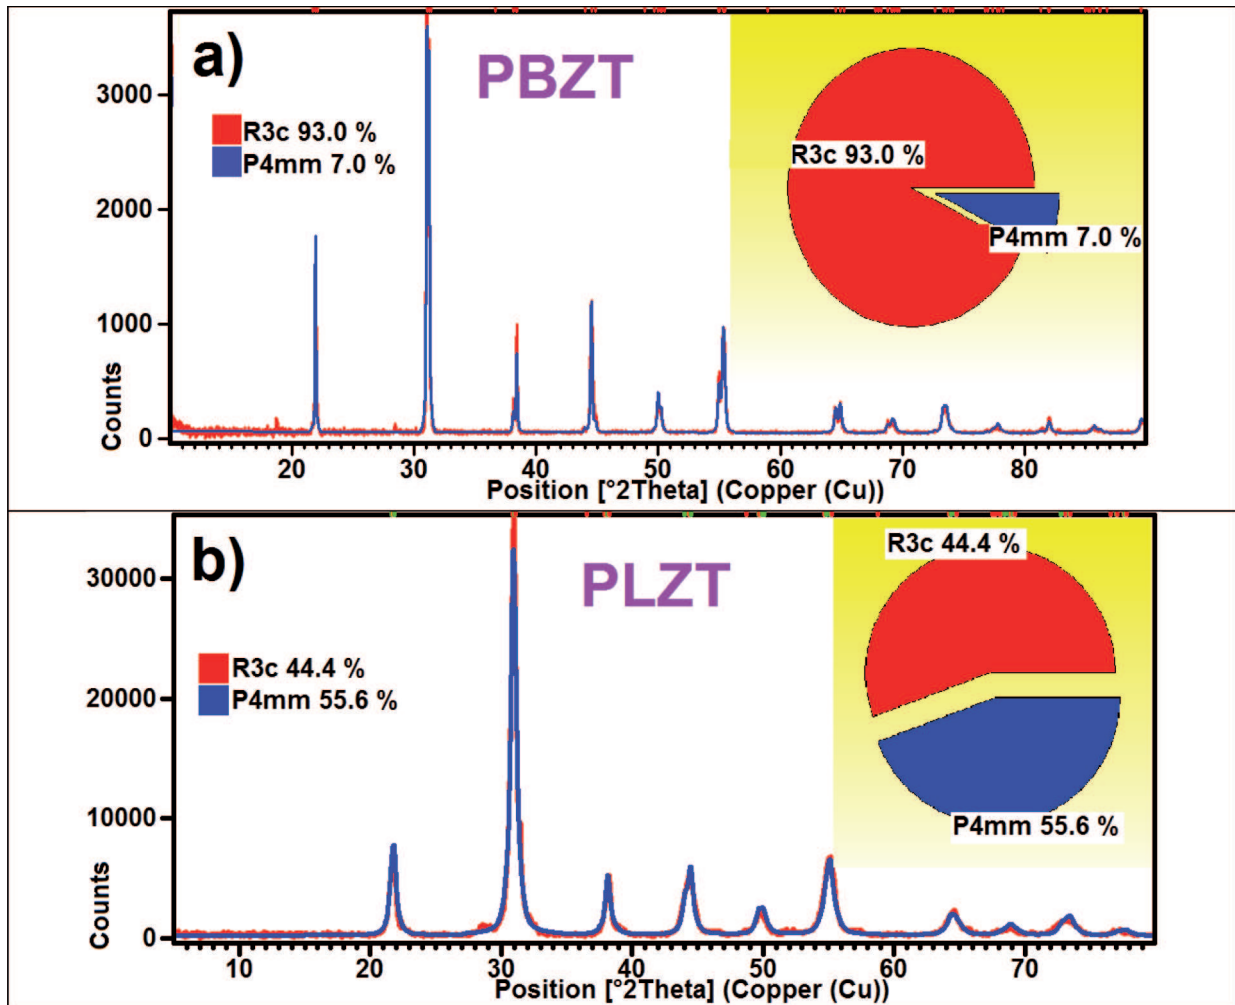 a)
PBZT
R3c 93.0 %
P4mm 7.0 %
R3c 93.0 %
P4mm 7.0 %
Counts
3000
2000
1000
0
20 30 40 50 60 70 80
Position [°2Theta] (Copper (Cu))
b)
PLZT
R3c 44.4 %
P4mm 55.6 %
R3c 44.4 %
P4mm 55.6 %
Counts
30000
20000
10000
0
10 20 30 40 50 60 70
Position [°2Theta] (Copper (Cu))